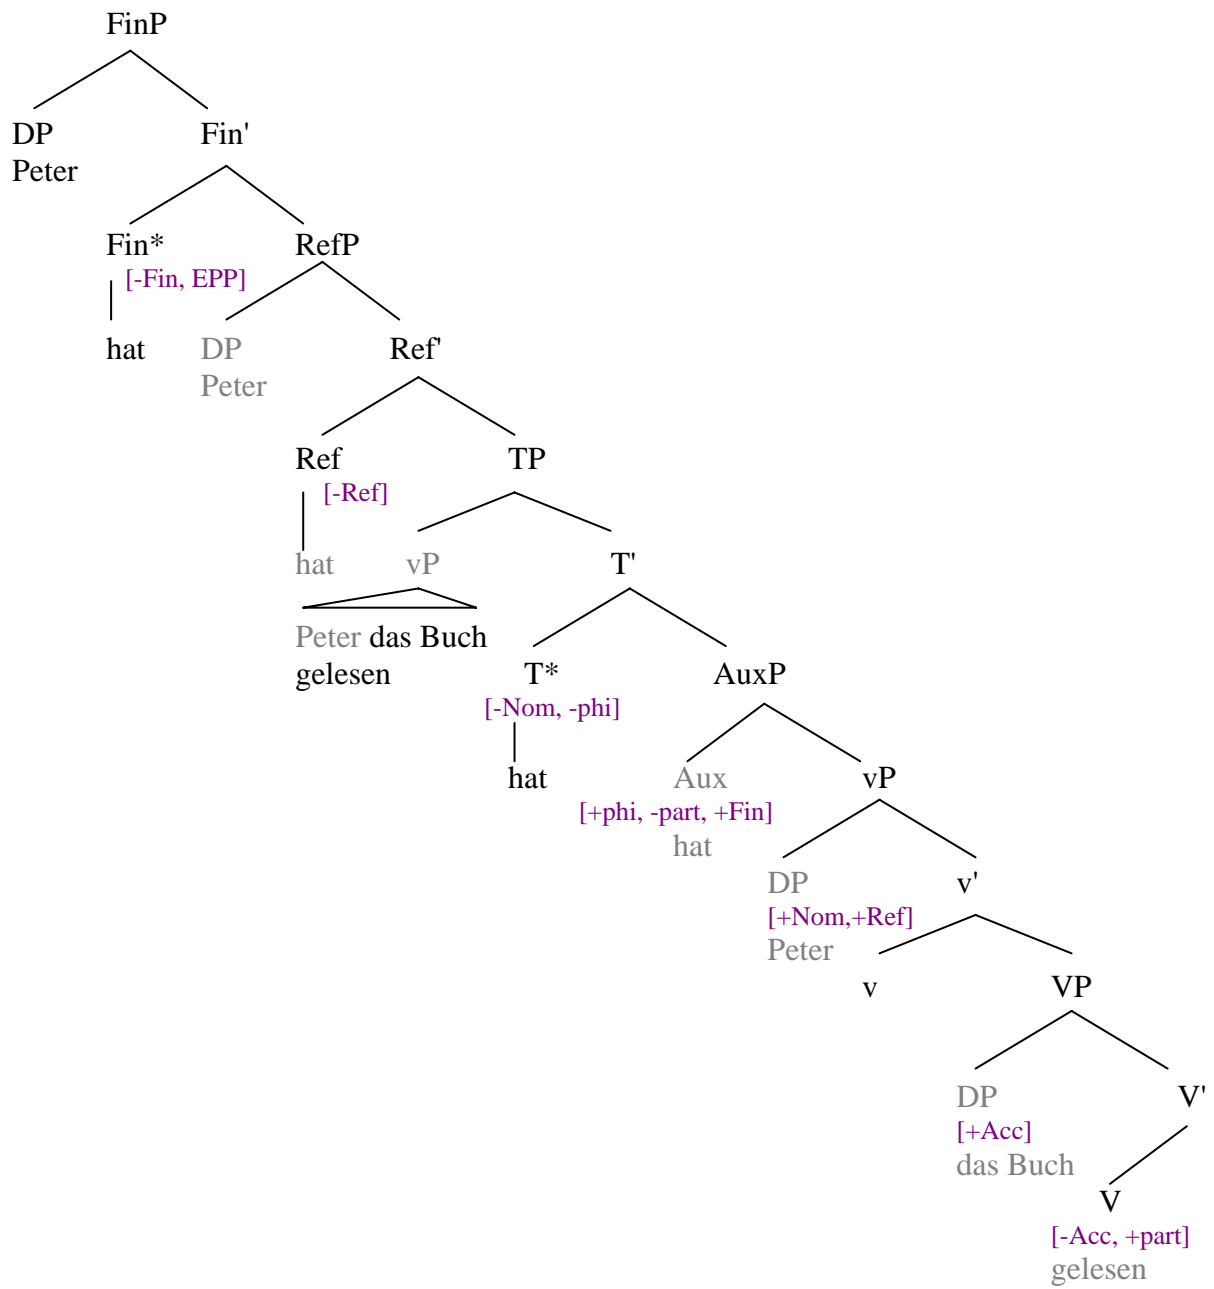 FinP
DP Fin'
Peter
Fin* RefP
[-Fin, EPP]
hat DP Ref'
Peter
Ref TP
[-Ref]
hat vP T'
Peter das Buch
gelesen T* AuxP
[-Nom, -phi]
hat Aux vP
[+phi, -part, +Fin]
hat
DP v'
[+Nom,+Ref]
Peter
v VP
DP V'
[+Acc]
das Buch
V
[-Acc, +part]
gelesen